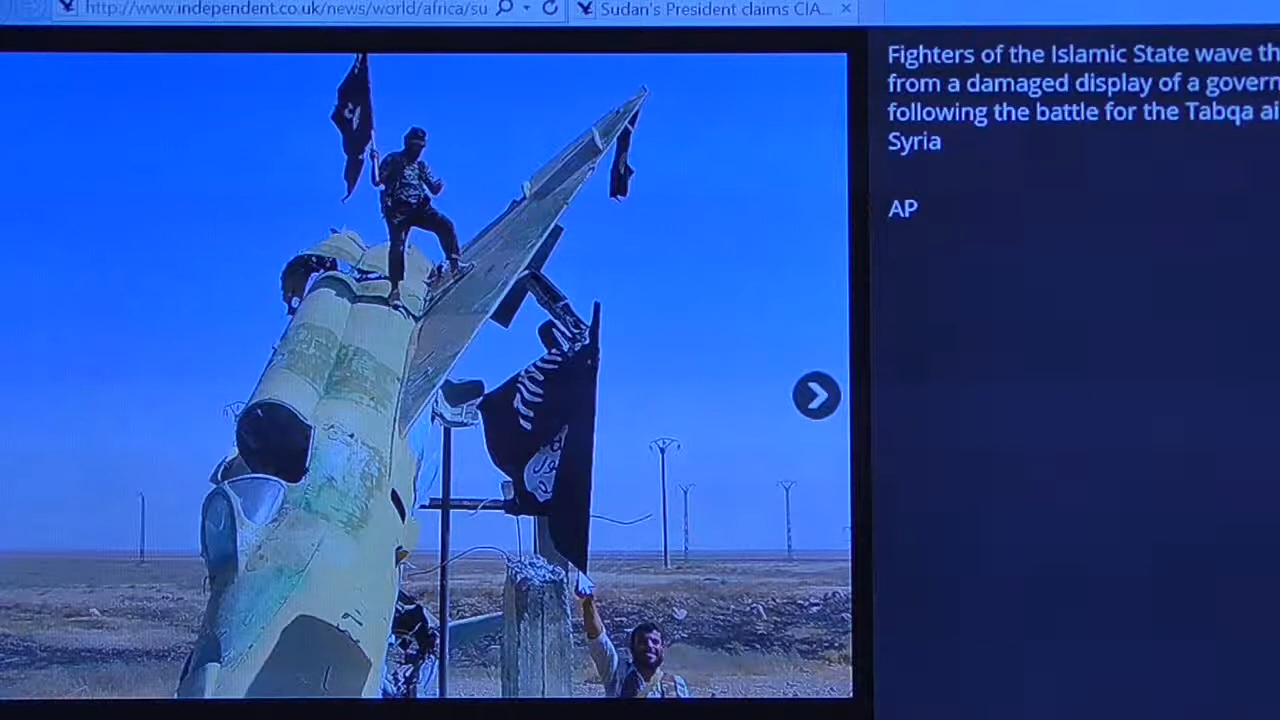 http://www.independent.co.uk/news/world/africa/su
Sudan's President claims CIA...
Fighters of the Islamic State wave th
from a damaged display of a govern
following the battle for the Tabqa ai
Syria
AP